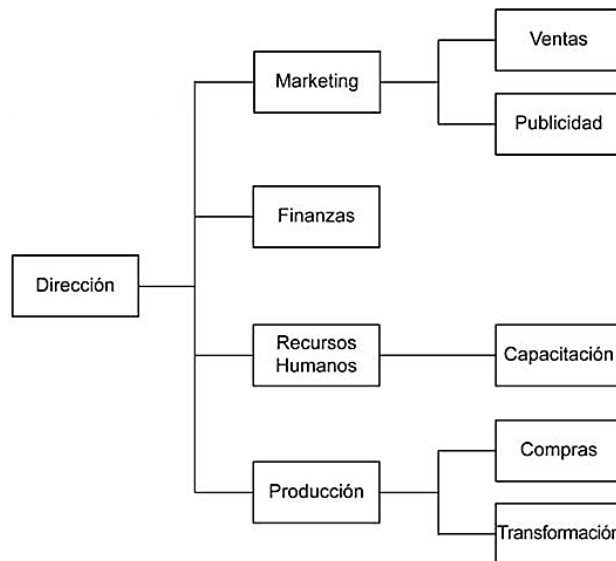 Ventas
Marketing
Publicidad
Finanzas
Dirección
Recursos
Humanos
Capacitación
Compras
Producción
Transformación